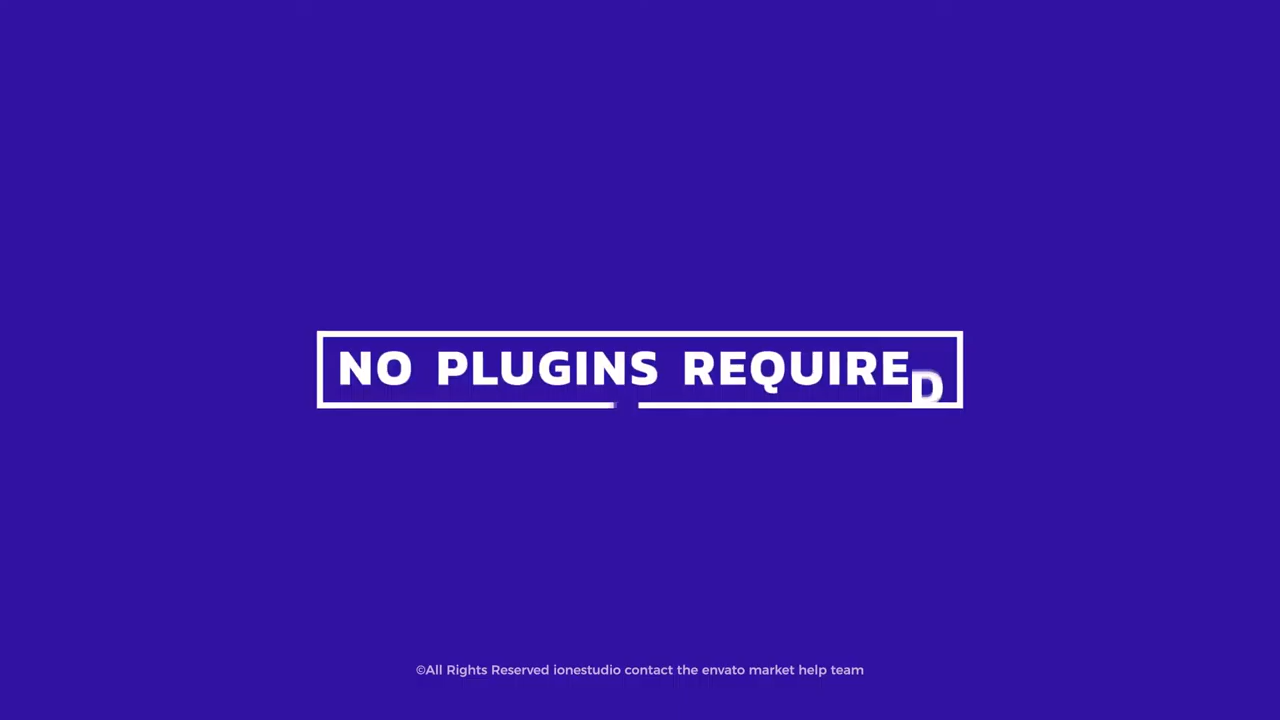 NO PLUGINS REQUIRED
©All Rights Reserved ionestudio contact the envato market help team